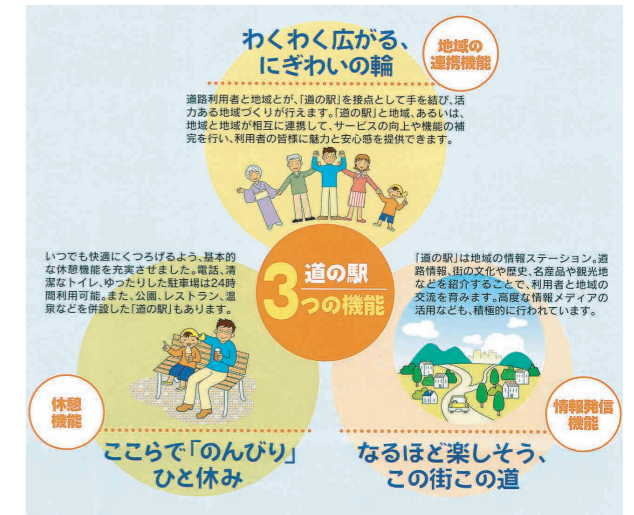 わくわく広がる、
にぎわいの輪
地域の
連携機能
道路利用者と地域とが、「道の駅」を接点として手を結び、活
力ある地域づくりが行えます。「道の駅」と地域、あるいは、
地域と地域が相互に連携して、サービスの向上や機能の補
完を行い、利用者の皆様に魅力と安心感を提供できます。
道の駅
3つの機能
いつでも快適にくつろげるよう、基本的
な休憩機能を充実させました。電話、清
潔なトイレ、ゆったりした駐車場は24時
間利用可能。また、公園、レストラン、温
泉などを併設した「道の駅」もあります。
休憩
機能
ここらで「のんびり」
ひと休み
「道の駅」は地域の情報ステーション。道
路情報、街の文化や歴史、名産品や観光地
などを紹介することで、利用者と地域の
交流を育みます。高度な情報メディアの
活用なども、積極的に行われています。
情報発信
機能
なるほど楽しそう、
この街この道